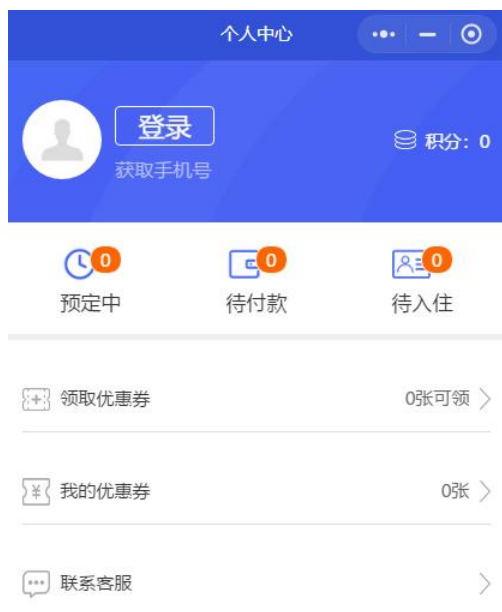 个人中心
登录
积分：0
获取手机号
0 0 0
预定中 待付款 待入住
领取优惠券 0张可领
我的优惠券 0张
联系客服